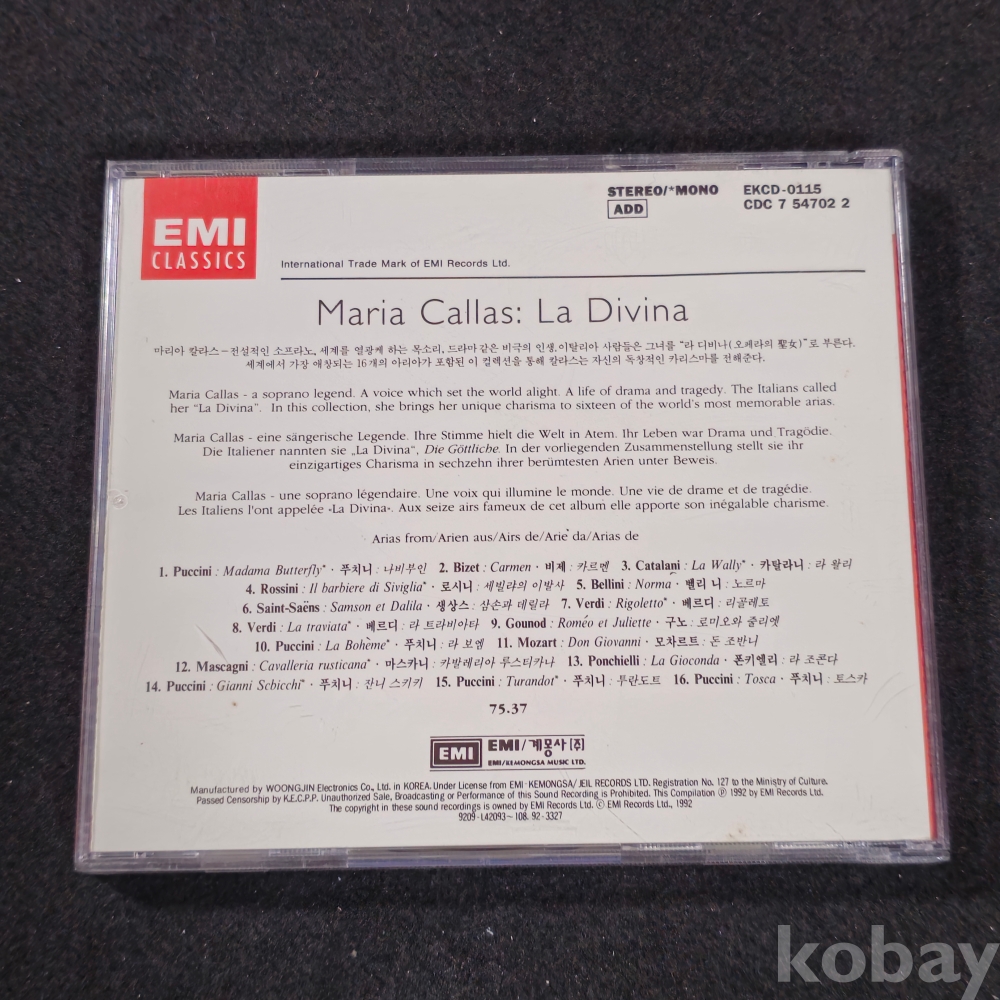 EMI
CLASSICS
International Trade Mark of EMI Records Ltd.
STEREO/*MONO
ADD
EKCD-0115
CDC 7 54702 2
Maria Callas: La Divina
마리아 칼라스–전설적인 소프라노, 세계를 열광케 하는 목소리, 드라마 같은 비극의 인생. 이탈리아 사람들은 그녀를 “라 디비나(오페라의 聖女)”로 부른다.
세계에서 가장 애창되는 16개의 아리아가 포함된 이 컬렉션을 통해 칼라스는 자신의 독창적인 카리스마를 전해준다.
Maria Callas - a soprano legend. A voice which set the world alight. A life of drama and tragedy. The Italians called
her “La Divina”. In this collection, she brings her unique charisma to sixteen of the world's most memorable arias.
Maria Callas - eine sängerische Legende. Ihre Stimme hielt die Welt in Atem. Ihr Leben war Drama und Tragödie.
Die Italiener nannten sie „La Divina“, Die Göttliche. In der vorliegenden Zusammenstellung stellt sie ihr
einzigartiges Charisma in sechzehn ihrer berümtesten Arien unter Beweis.
Maria Callas - une soprano légendaire. Une voix qui illumine le monde. Une vie de drame et de tragédie.
Les Italiens l'ont appelée «La Divina». Aux seize airs fameux de cet album elle apporte son inégalable charisme.
Arias from/Arien aus/Airs de/Arie da/Arias de
1. Puccini : Madama Butterfly* · 푸치니 : 나비부인 2. Bizet : Carmen · 비제 : 카르멘 3. Catalani : La Wally* · 카탈라니 : 라 왈리
4. Rossini : Il barbiere di Siviglia* · 로시니 : 세빌랴의 이발사 5. Bellini : Norma · 벨리 니 : 노르마
6. Saint-Saëns : Samson et Dalila · 생상스 : 삼손과 데릴라 7. Verdi : Rigoletto* · 베르디 : 리골레토
8. Verdi : La traviata* · 베르디 : 라 트라비아타 9. Gounod : Roméo et Juliette · 구노 : 로미오와 줄리엣
10. Puccini : La Bohème* · 푸치니 : 라 보엠 11. Mozart : Don Giovanni · 모차르트 : 돈 조반니
12. Mascagni : Cavalleria rusticana* · 마스카니 : 카발레리아 루스티카나 13. Ponchielli : La Gioconda · 폰키엘리 : 라 조콘다
14. Puccini : Gianni Schicchi* · 푸치니 : 잔니 스키키 15. Puccini : Turandot* · 푸치니 : 투란도트 16. Puccini : Tosca · 푸치니 : 토스카
75.37
EMI
EMI/계몽사[주]
EMI/KEMONGSA MUSIC LTD.
Manufactured by WOONGJIN Electronics Co., Ltd. in KOREA. Under License from EMI-KEMONGSA/JEIL RECORDS LTD. Registration No. 127 to the Ministry of Culture.
Passed Censorship by K.E.C.P.P. Unauthorized Sale, Broadcasting or Performance of this Sound Recording is Prohibited. This Compilation ℗ 1992 by EMI Records Ltd.
The copyright in these sound recordings is owned by EMI Records Ltd. © EMI Records Ltd., 1992
9209-L42093~108. 92-3327
kobay